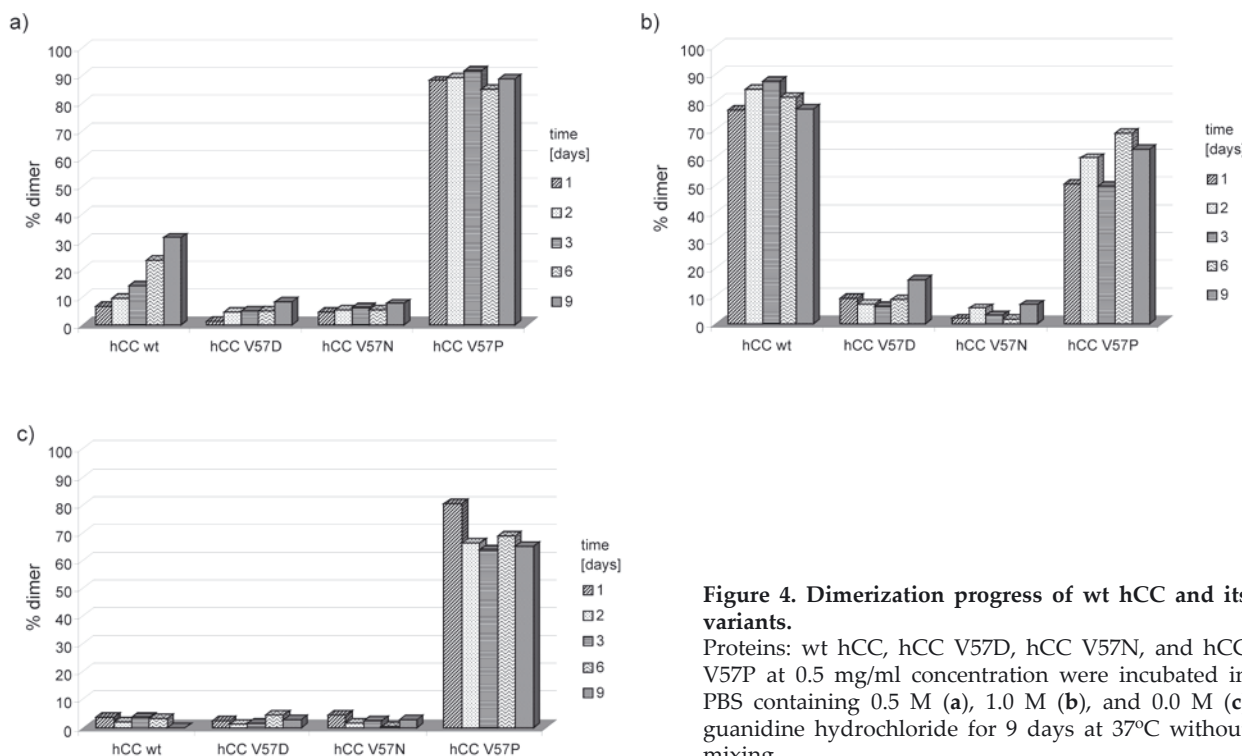 a)
% dimer
100
90
80
70
60
50
40
30
20
10
0
hCC wt hCC V57D hCC V57N hCC V57P
time
[days]
1
2
3
6
9
b)
% dimer
100
90
80
70
60
50
40
30
20
10
0
hCC wt hCC V57D hCC V57N hCC V57P
time
[days]
1
2
3
6
9
c)
% dimer
100
90
80
70
60
50
40
30
20
10
0
hCC wt hCC V57D hCC V57N hCC V57P
time
[days]
1
2
3
6
9
Figure 4. Dimerization progress of wt hCC and its
variants.
Proteins: wt hCC, hCC V57D, hCC V57N, and hCC
V57P at 0.5 mg/ml concentration were incubated in
PBS containing 0.5 M (a), 1.0 M (b), and 0.0 M (c
guanidine hydrochloride for 9 days at 37ºC without
mixing